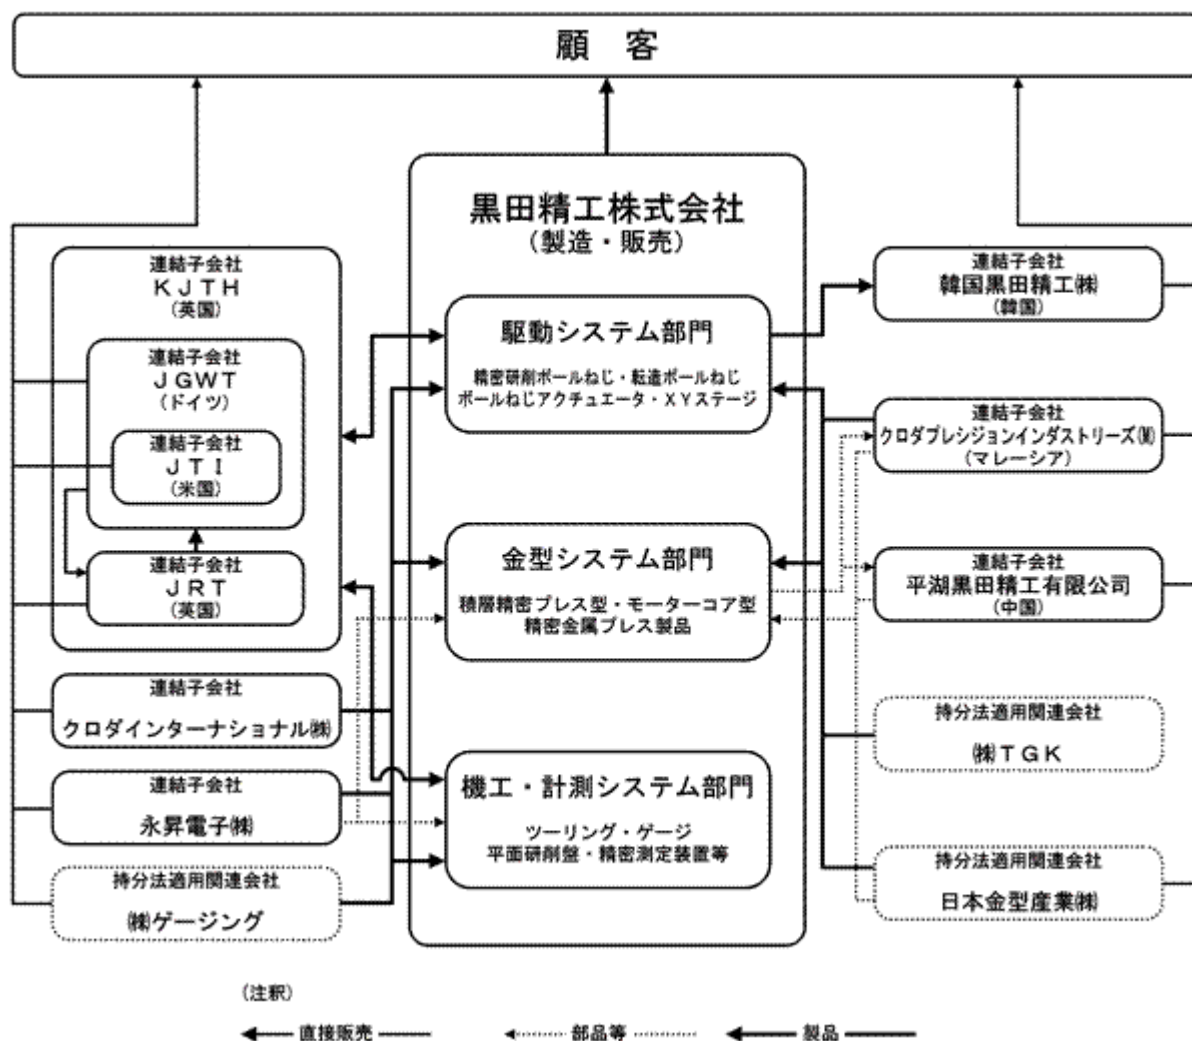 顧 客
黒田精工株式会社
(製造・販売)
連結子会社
KJTH
(英国)
連結子会社
JGWT
(ドイツ)
連結子会社
JTI
(米国)
連結子会社
JRT
(英国)
連結子会社
クロダインターナショナル㈱
連結子会社
永昇電子㈱
持分法適用関連会社
㈱ゲージング
駆動システム部門
精密研削ボールねじ・転造ボールねじ
ボールねじアクチュエータ・XYステージ
金型システム部門
積層精密プレス型・モーターコア型
精密金属プレス製品
機工・計測システム部門
ツーリング・ゲージ
平面研削盤・精密測定装置等
連結子会社
韓国黒田精工㈱
(韓国)
連結子会社
クロダプレシジョンインダストリーズ(M)
(マレーシア)
連結子会社
平湖黒田精工有限公司
(中国)
持分法適用関連会社
㈱TGK
持分法適用関連会社
日本金型産業㈱
(注釈)
直接販売 部品等 製品